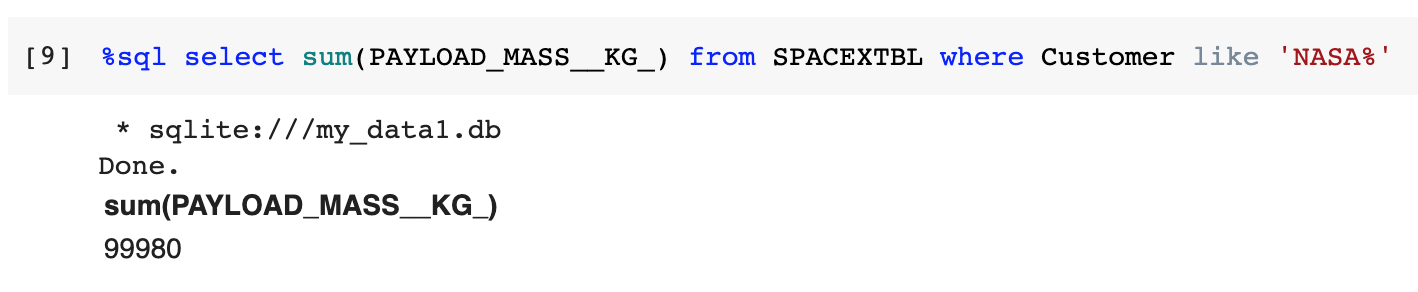 [9] %sql select sum(PAYLOAD_MASS__KG_) from SPACEXTBL where Customer like 'NASA%'
* sqlite:///my_data1.db
Done.
sum(PAYLOAD_MASS__KG_)
99980